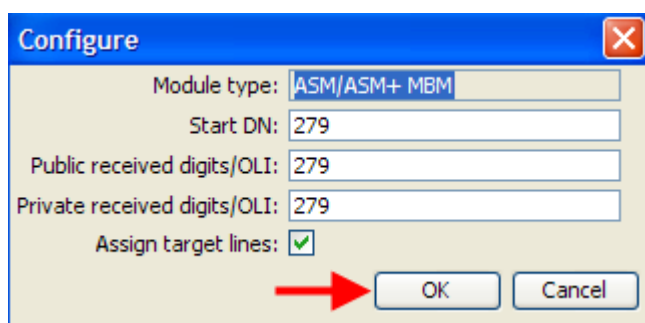 Configure
Module type: ASM/ASM+ MBM
Start DN: 279
Public received digits/OLI: 279
Private received digits/OLI: 279
Assign target lines:
OK Cancel